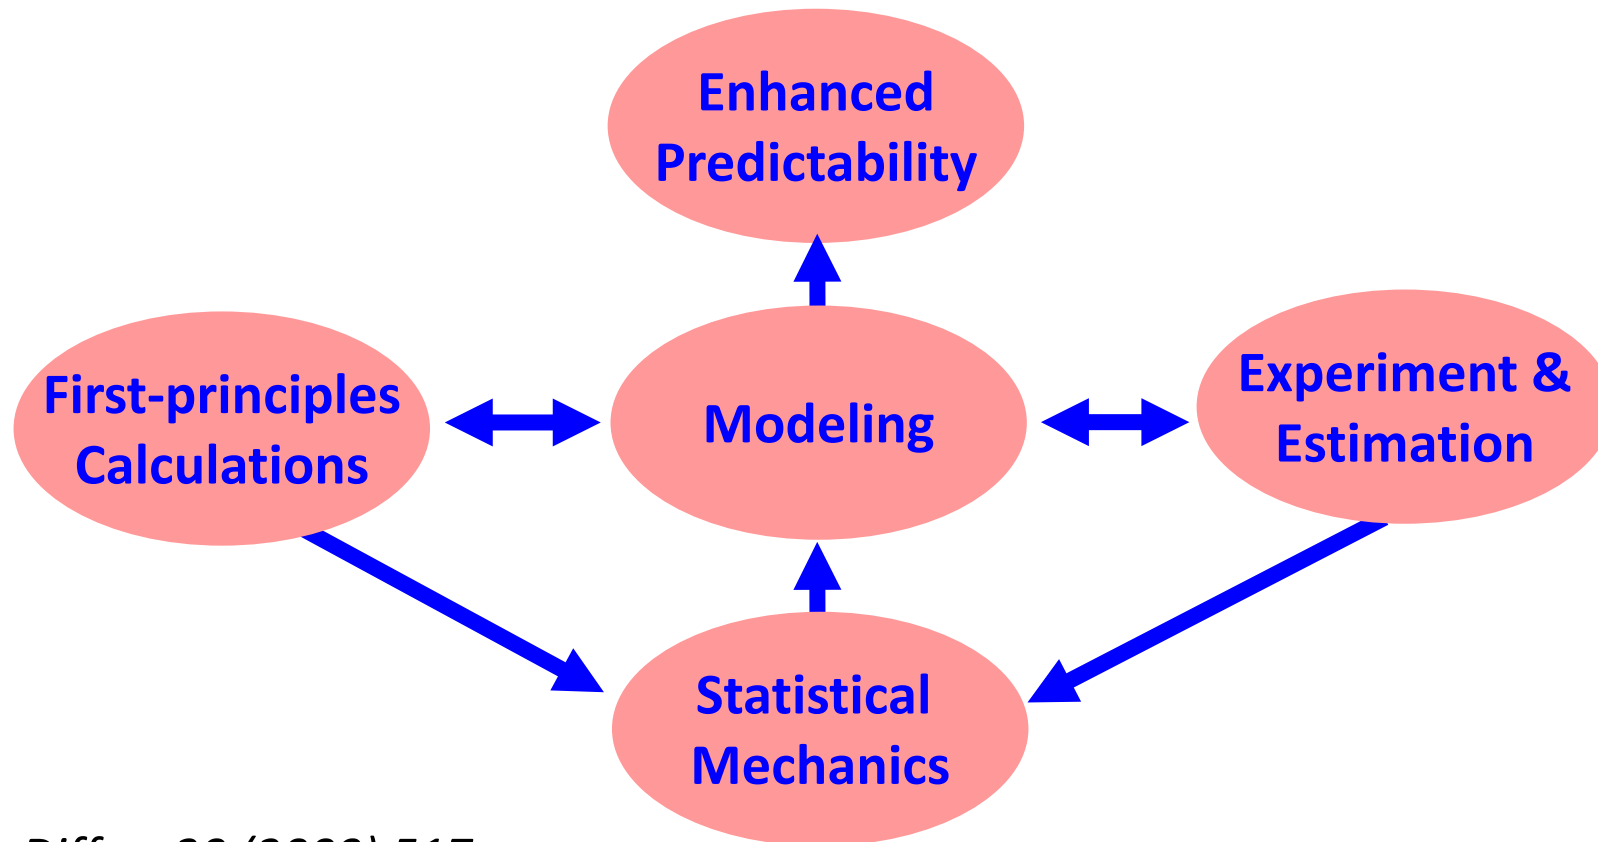 Enhanced
Predictability
First-principles
Calculations
Modeling
Experiment &
Estimation
Statistical
Mechanics